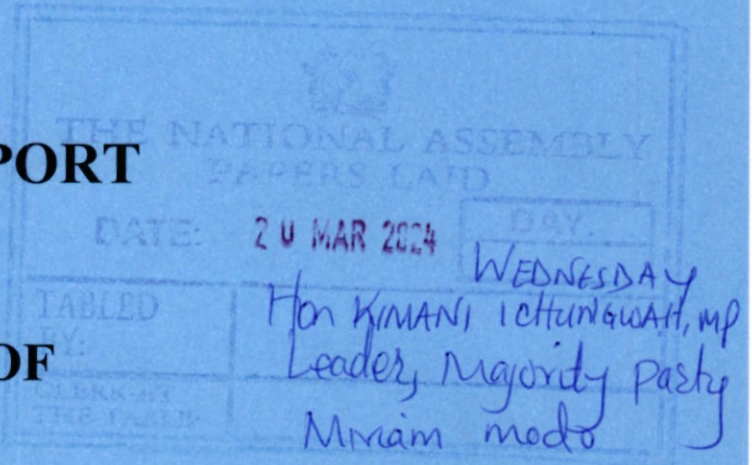 THE NATIONAL ASSEMBLY
PORT
PAPERS LAID
DATE: 20 MAR 2024 DAY.
WEDNESDAY
TABLED BY: Hon KIMANI ICHUNGWAH, MP
Leader, Majority Party
OF
CLERK-AT THE-TABLE: Miriam modo